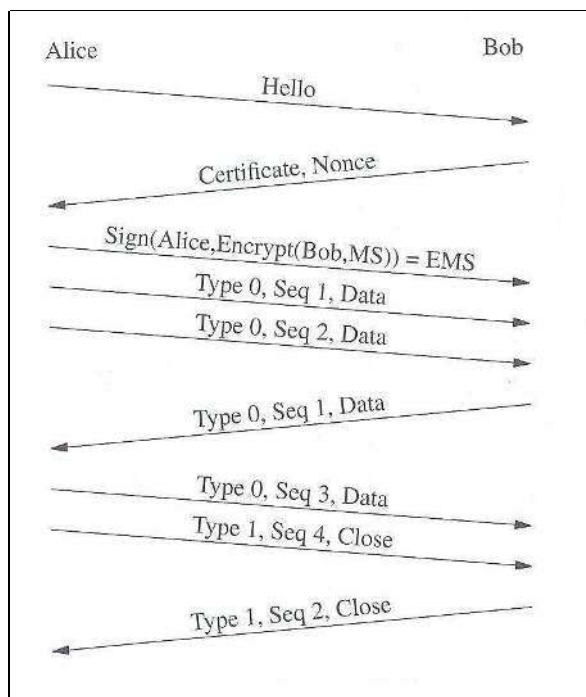 Alice
Bob
Hello
Certificate, Nonce
Sign(Alice,Encrypt(Bob,MS)) = EMS
Type 0, Seq 1, Data
Type 0, Seq 2, Data
Type 0, Seq 1, Data
Type 0, Seq 3, Data
Type 1, Seq 4, Close
Type 1, Seq 2, Close